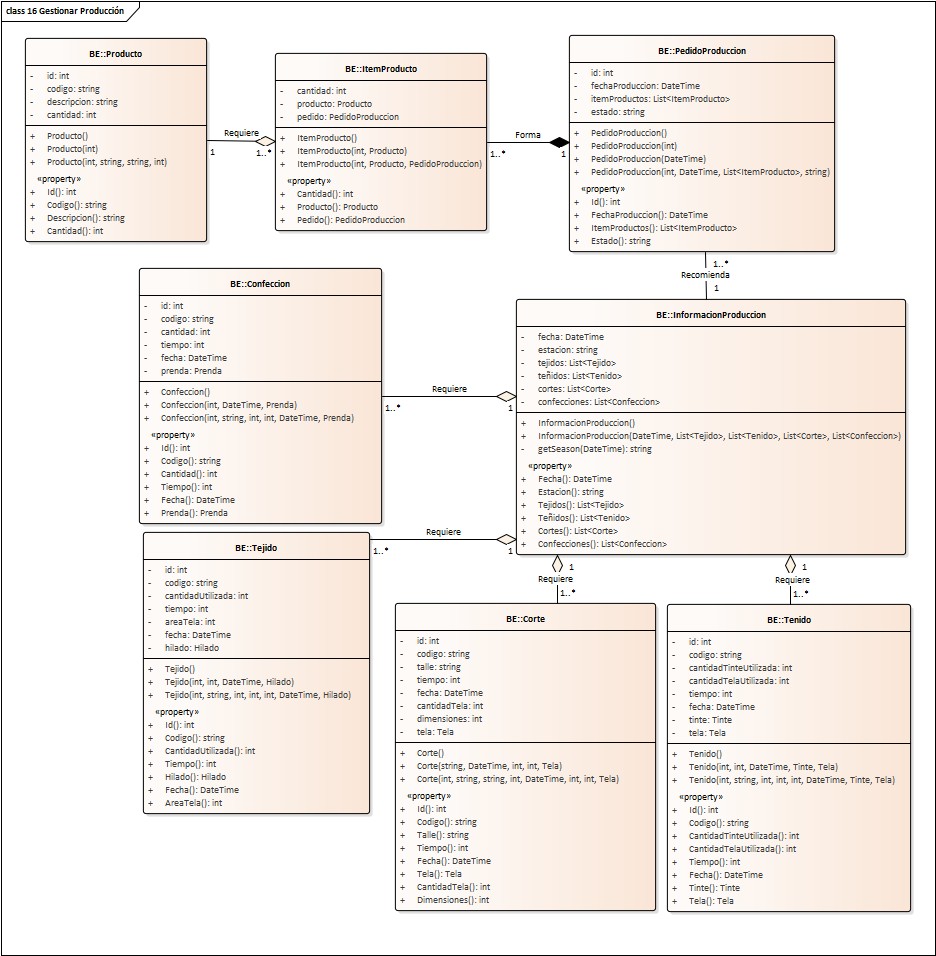 class 16 Gestionar Producción
BE::Producto
- id: int
- codigo: string
- descripcion: string
- cantidad: int
+ Producto()
+ Producto(int)
+ Producto(int, string, string, int)
«property»
+ Id(): int
+ Codigo(): string
+ Descripcion(): string
+ Cantidad(): int
Requiere
1
1..*
BE::ItemProducto
- cantidad: int
- producto: Producto
- pedido: PedidoProduccion
+ ItemProducto()
+ ItemProducto(int, Producto)
+ ItemProducto(int, Producto, PedidoProduccion)
«property»
+ Cantidad(): int
+ Producto(): Producto
+ Pedido(): PedidoProduccion
Forma
1..*
1
BE::PedidoProduccion
- id: int
- fechaProduccion: DateTime
- itemProductos: List<ItemProducto>
- estado: string
+ PedidoProduccion()
+ PedidoProduccion(int)
+ PedidoProduccion(DateTime)
+ PedidoProduccion(int, DateTime, List<ItemProducto>, string)
«property»
+ Id(): int
+ FechaProduccion(): DateTime
+ ItemProductos(): List<ItemProducto>
+ Estado(): string
1..*
Recomienda
1
BE::Confeccion
- id: int
- codigo: string
- cantidad: int
- tiempo: int
- fecha: DateTime
- prenda: Prenda
+ Confeccion()
+ Confeccion(int, DateTime, Prenda)
+ Confeccion(int, string, int, int, DateTime, Prenda)
«property»
+ Id(): int
+ Codigo(): string
+ Cantidad(): int
+ Tiempo(): int
+ Fecha(): DateTime
+ Prenda(): Prenda
Requiere
1..*
1
BE::InformacionProduccion
- fecha: DateTime
- estacion: string
- tejidos: List<Tejido>
- teñidos: List<Tenido>
- cortes: List<Corte>
- confecciones: List<Confeccion>
+ InformacionProduccion()
+ InformacionProduccion(DateTime, List<Tejido>, List<Tenido>, List<Corte>, List<Confeccion>)
- getSeason(DateTime): string
«property»
+ Fecha(): DateTime
+ Estacion(): string
+ Tejidos(): List<Tejido>
+ Teñidos(): List<Tenido>
+ Cortes(): List<Corte>
+ Confecciones(): List<Confeccion>
Requiere
1..*
1
BE::Tejido
- id: int
- codigo: string
- cantidadUtilizada: int
- tiempo: int
- areaTela: int
- fecha: DateTime
- hilado: Hilado
+ Tejido()
+ Tejido(int, int, DateTime, Hilado)
+ Tejido(int, string, int, int, int, DateTime, Hilado)
«property»
+ Id(): int
+ Codigo(): string
+ CantidadUtilizada(): int
+ Tiempo(): int
+ Hilado(): Hilado
+ Fecha(): DateTime
+ AreaTela(): int
1
Requiere
1..*
BE::Corte
- id: int
- codigo: string
- talle: string
- tiempo: int
- fecha: DateTime
- cantidadTela: int
- dimensiones: int
- tela: Tela
+ Corte()
+ Corte(string, DateTime, int, int, Tela)
+ Corte(int, string, string, int, DateTime, int, int, Tela)
«property»
+ Id(): int
+ Codigo(): string
+ Talle(): string
+ Tiempo(): int
+ Fecha(): DateTime
+ Tela(): Tela
+ CantidadTela(): int
+ Dimensiones(): int
1
Requiere
1..*
BE::Tenido
- id: int
- codigo: string
- cantidadTinteUtilizada: int
- cantidadTelaUtilizada: int
- tiempo: int
- fecha: DateTime
- tinte: Tinte
- tela: Tela
+ Tenido()
+ Tenido(int, int, DateTime, Tinte, Tela)
+ Tenido(int, string, int, int, int, DateTime, Tinte, Tela)
«property»
+ Id(): int
+ Codigo(): string
+ CantidadTinteUtilizada(): int
+ CantidadTelaUtilizada(): int
+ Tiempo(): int
+ Fecha(): DateTime
+ Tinte(): Tinte
+ Tela(): Tela